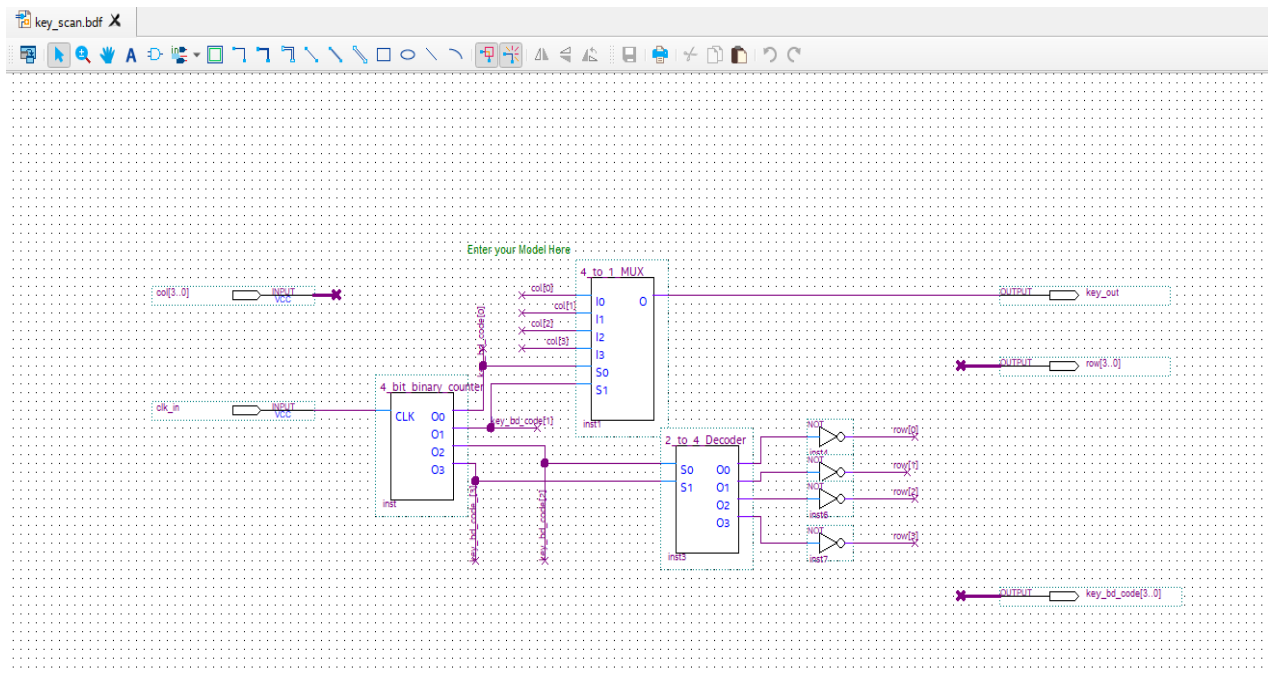 key_scan.bdf X
Enter your Model Here
4_to_1_MUX
col[3..0]
INPUT
VCC
col[0]
col[1]
col[2]
col[3]
I0
I1
I2
I3
S0
S1
O
inst1
OUTPUT
key_out
OUTPUT
row[3..0]
4_bit_binary_counter
clk_in
INPUT
VCC
CLK
O0
O1
O2
O3
inst
key_bd_code[1]
key_bd_code[2]
2_to_4_Decoder
S0
S1
O0
O1
O2
O3
inst3
NOT
row[0]
NOT
row[1]
NOT
row[2]
inst6
NOT
row[3]
inst7
OUTPUT
key_bd_code[3..0]